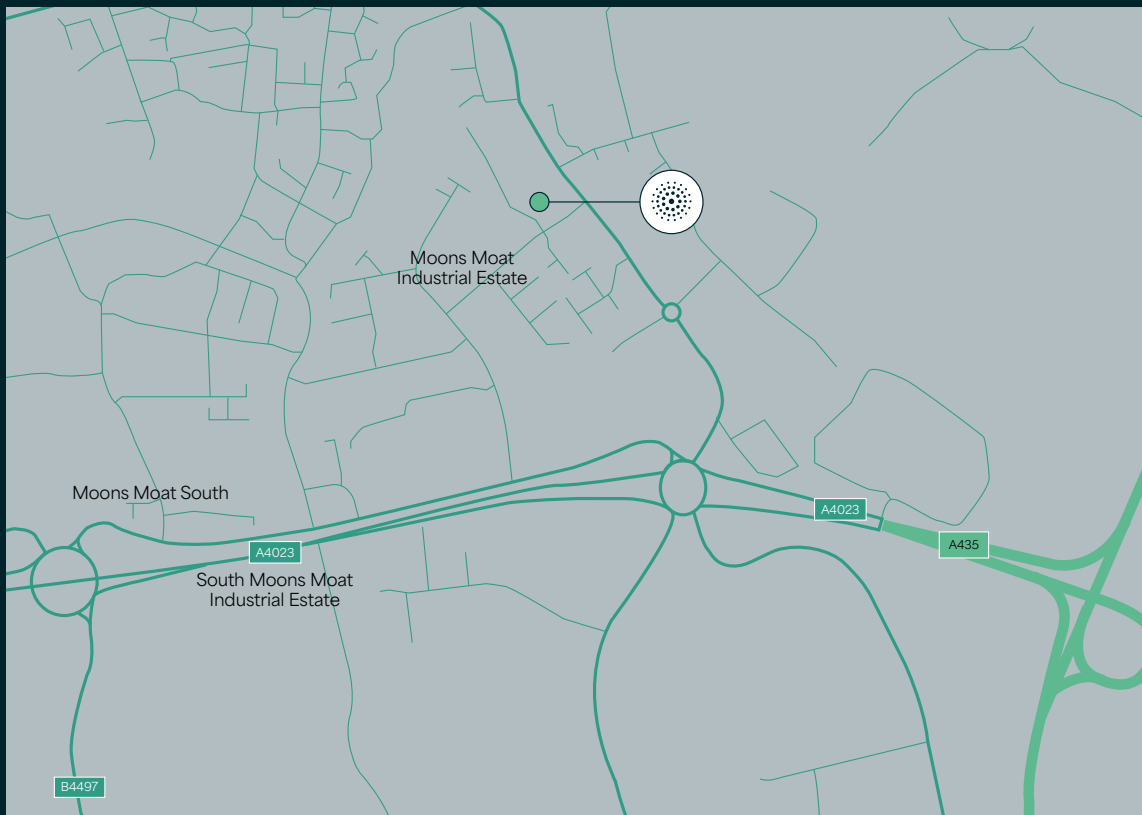 Moons Moat
Industrial Estate
Moons Moat South
A4023
A4023
A435
South Moons Moat
Industrial Estate
B4497